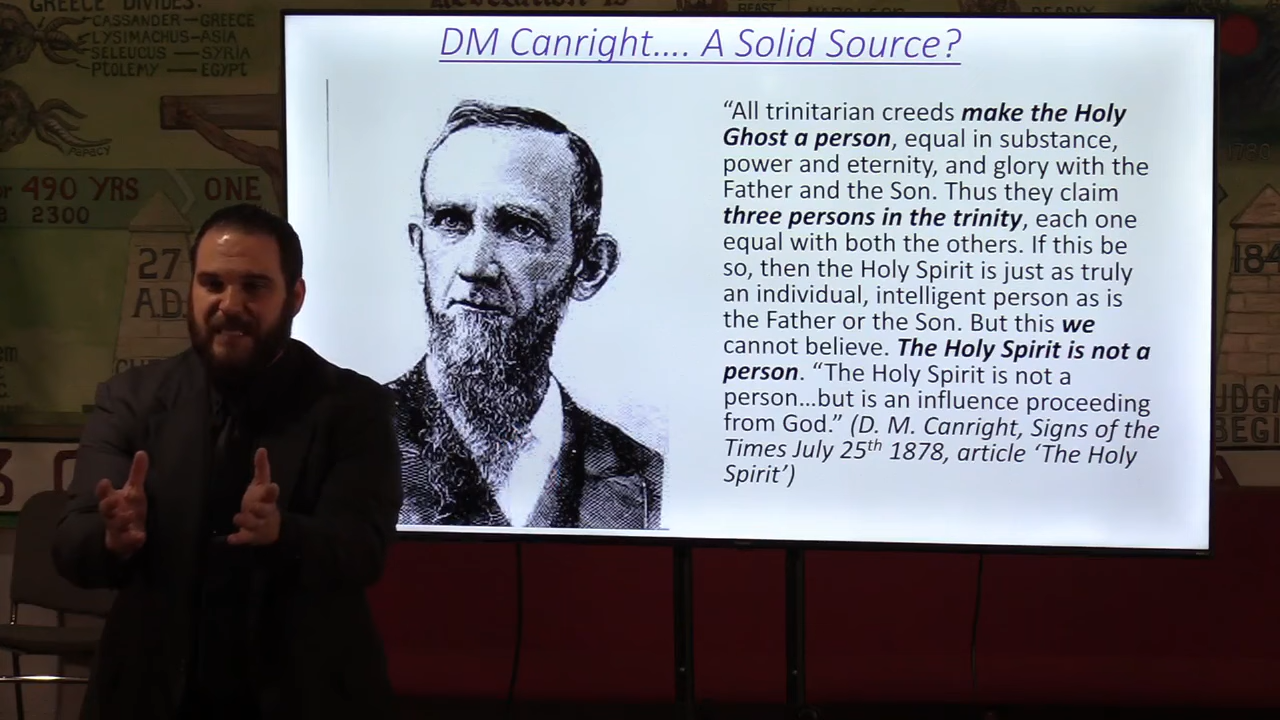 GREECE DIVIDES:
CASSANDER — GREECE
LYSIMACHUS - ASIA
SELEUCUS — SYRIA
PTOLEMY — EGYPT
PAPACY
490 YRS
ONE
2300
27
A.D.
BEAST
NAPOLEON
DM Canright.... A Solid Source?
“All trinitarian creeds make the Holy
Ghost a person, equal in substance,
power and eternity, and glory with the
Father and the Son. Thus they claim
three persons in the trinity, each one
equal with both the others. If this be
so, then the Holy Spirit is just as truly
an individual, intelligent person as is
the Father or the Son. But this we
cannot believe. The Holy Spirit is not a
person. “The Holy Spirit is not a
person...but is an influence proceeding
from God.” (D. M. Canright, Signs of the
Times July 25th 1878, article ‘The Holy
Spirit’)
184